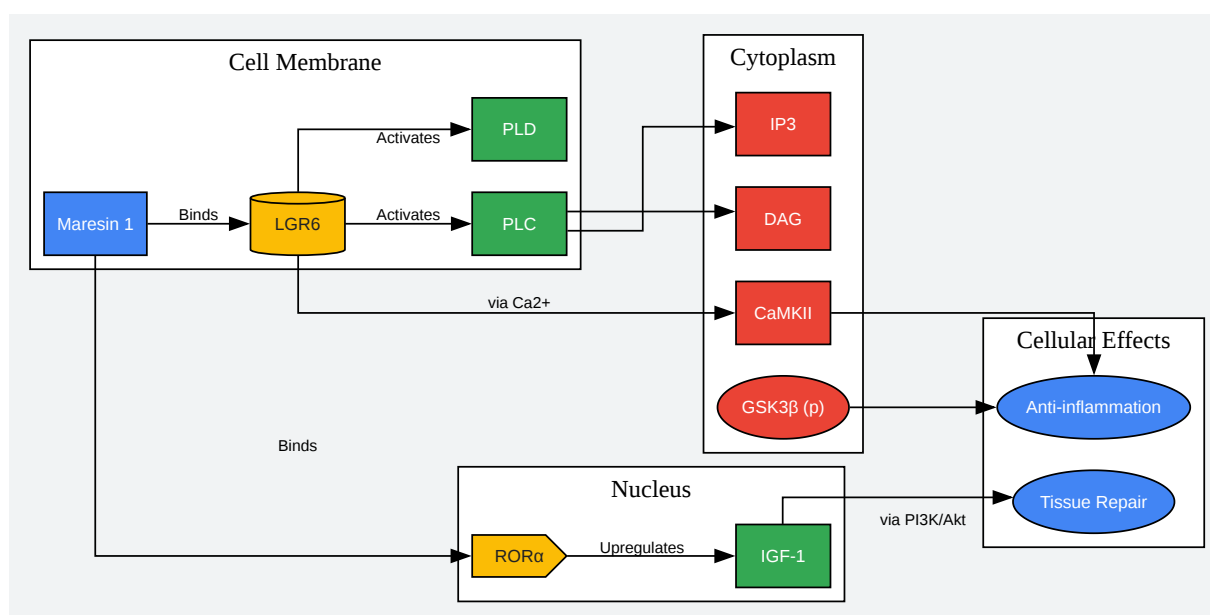 Cell Membrane
Cytoplasm
PLD
IP3
Activates
Maresin 1
Binds
LGR6
Activates
PLC
DAG
via Ca2+
CaMKII
Cellular Effects
GSK3β (p)
Anti-inflammation
Binds
Nucleus
Tissue Repair
via PI3K/Akt
RORα
Upregulates
IGF-1